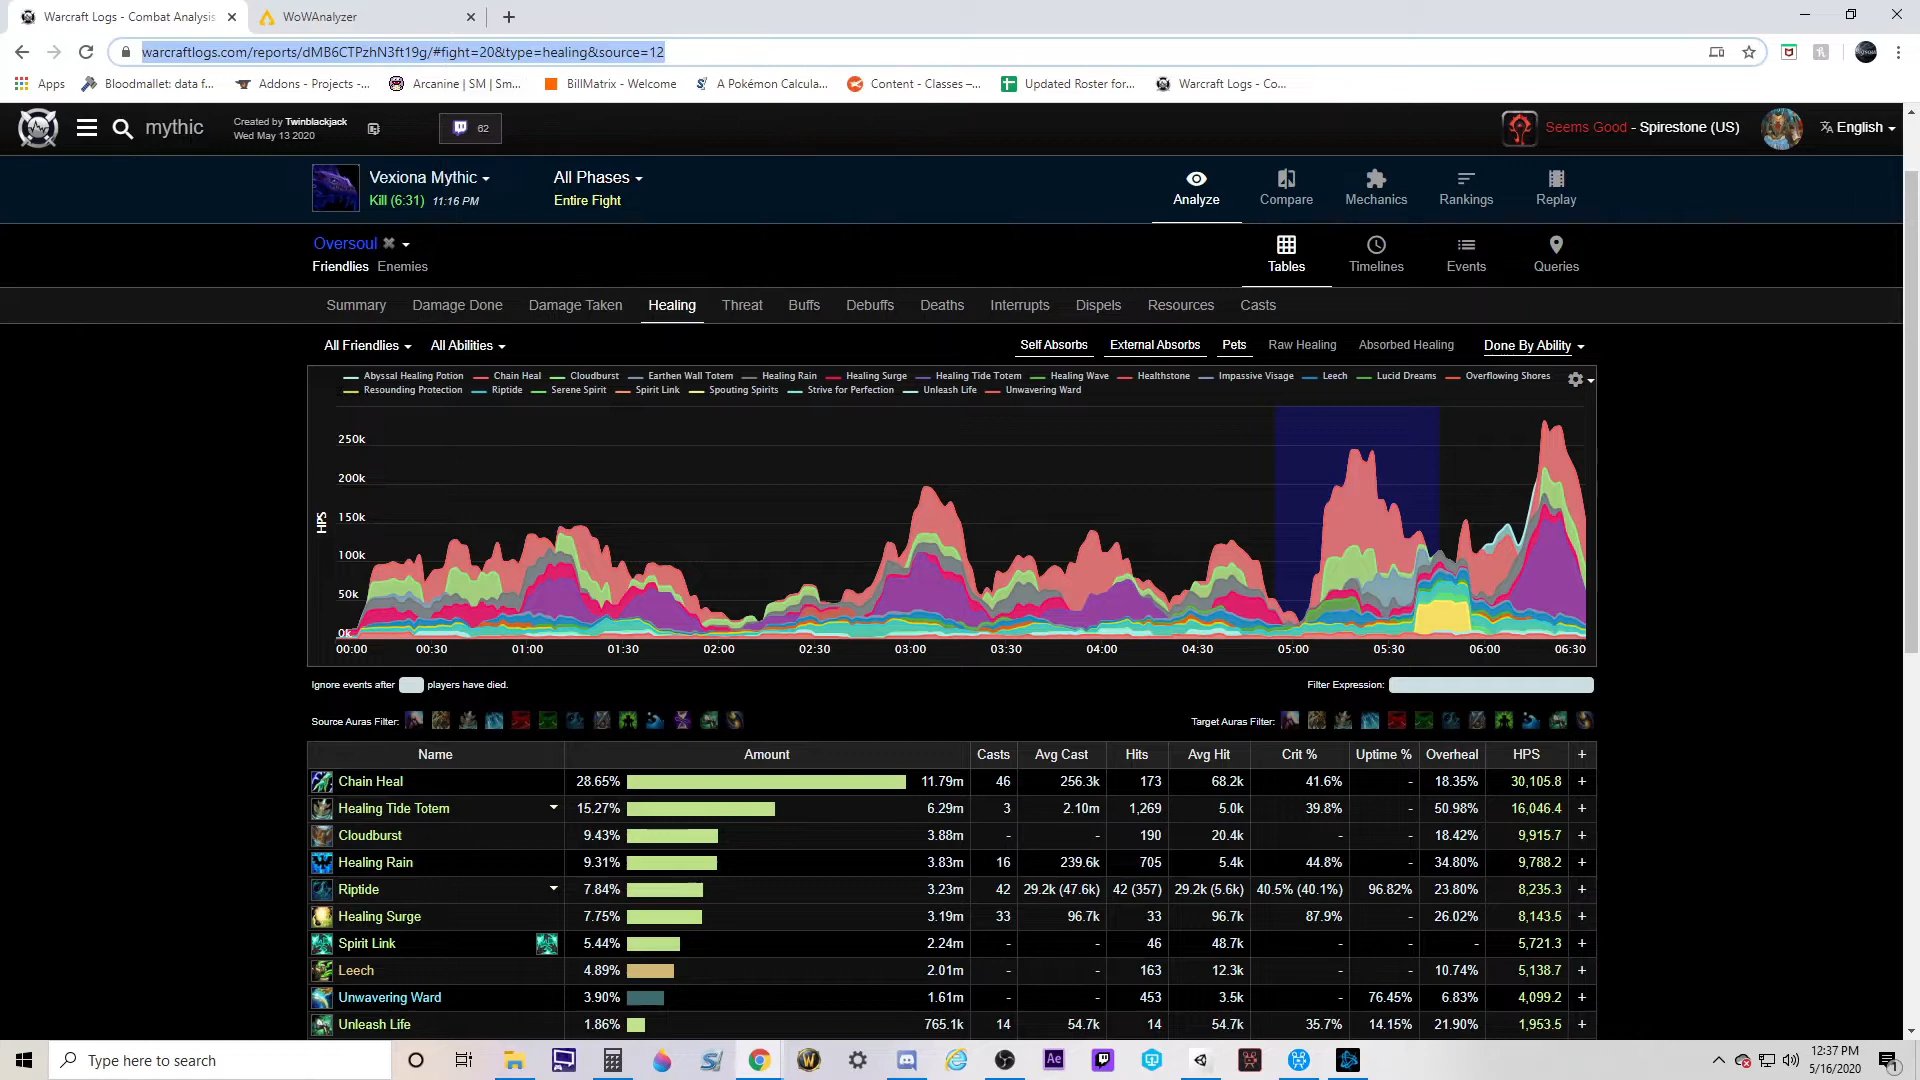 Warcraft Logs - Combat Analysis
WoWAnalyzer
warcraftlogs.com/reports/dMB6CTPzhN3ft19g/#fight=20&type=healing&source=12
Apps
Bloodmallet: data f...
Addons - Projects -...
Arcanine | SM | Sm...
BillMatrix - Welcome
A Pokémon Calcula...
Content - Classes –...
Updated Roster for...
Warcraft Logs - Co...
mythic
Created by Twinblackjack
Wed May 13 2020
62
Seems Good - Spirestone (US)
English
Vexiona Mythic
Kill (6:31) 11:16 PM
All Phases
Entire Fight
Analyze
Compare
Mechanics
Rankings
Replay
Oversoul
Friendlies Enemies
Tables
Timelines
Events
Queries
Summary Damage Done Damage Taken Healing Threat Buffs Debuffs Deaths Interrupts Dispels Resources Casts
All Friendlies All Abilities Self Absorbs External Absorbs Pets Raw Healing Absorbed Healing Done By Ability
Abyssal Healing Potion Chain Heal Cloudburst Earthen Wall Totem Healing Rain Healing Surge Healing Tide Totem Healing Wave Healthstone Impassive Visage Leech Lucid Dreams Overflowing Shores
Resounding Protection Riptide Serene Spirit Spirit Link Spouting Spirits Strive for Perfection Unleash Life Unwavering Ward
250k
200k
150k
HPS
100k
50k
0k
00:00 00:30 01:00 01:30 02:00 02:30 03:00 03:30 04:00 04:30 05:00 05:30 06:00 06:30
Ignore events after players have died. Filter Expression:
Source Auras Filter: Target Auras Filter:
Name Amount Casts Avg Cast Hits Avg Hit Crit % Uptime % Overheal HPS +
Chain Heal 28.65% 11.79m 46 256.3k 173 68.2k 41.6% - 18.35% 30,105.8 +
Healing Tide Totem 15.27% 6.29m 3 2.10m 1,269 5.0k 39.8% - 50.98% 16,046.4 +
Cloudburst 9.43% 3.88m - - 190 20.4k - - 18.42% 9,915.7 +
Healing Rain 9.31% 3.83m 16 239.6k 705 5.4k 44.8% - 34.80% 9,788.2 +
Riptide 7.84% 3.23m 42 29.2k (47.6k) 42 (357) 29.2k (5.6k) 40.5% (40.1%) 96.82% 23.80% 8,235.3 +
Healing Surge 7.75% 3.19m 33 96.7k 33 96.7k 87.9% - 26.02% 8,143.5 +
Spirit Link 5.44% 2.24m - - 46 48.7k - - - 5,721.3 +
Leech 4.89% 2.01m - - 163 12.3k - - 10.74% 5,138.7 +
Unwavering Ward 3.90% 1.61m - - 453 3.5k - 76.45% 6.83% 4,099.2 +
Unleash Life 1.86% 765.1k 14 54.7k 14 54.7k 35.7% 14.15% 21.90% 1,953.5 +
Type here to search
12:37 PM
5/16/2020